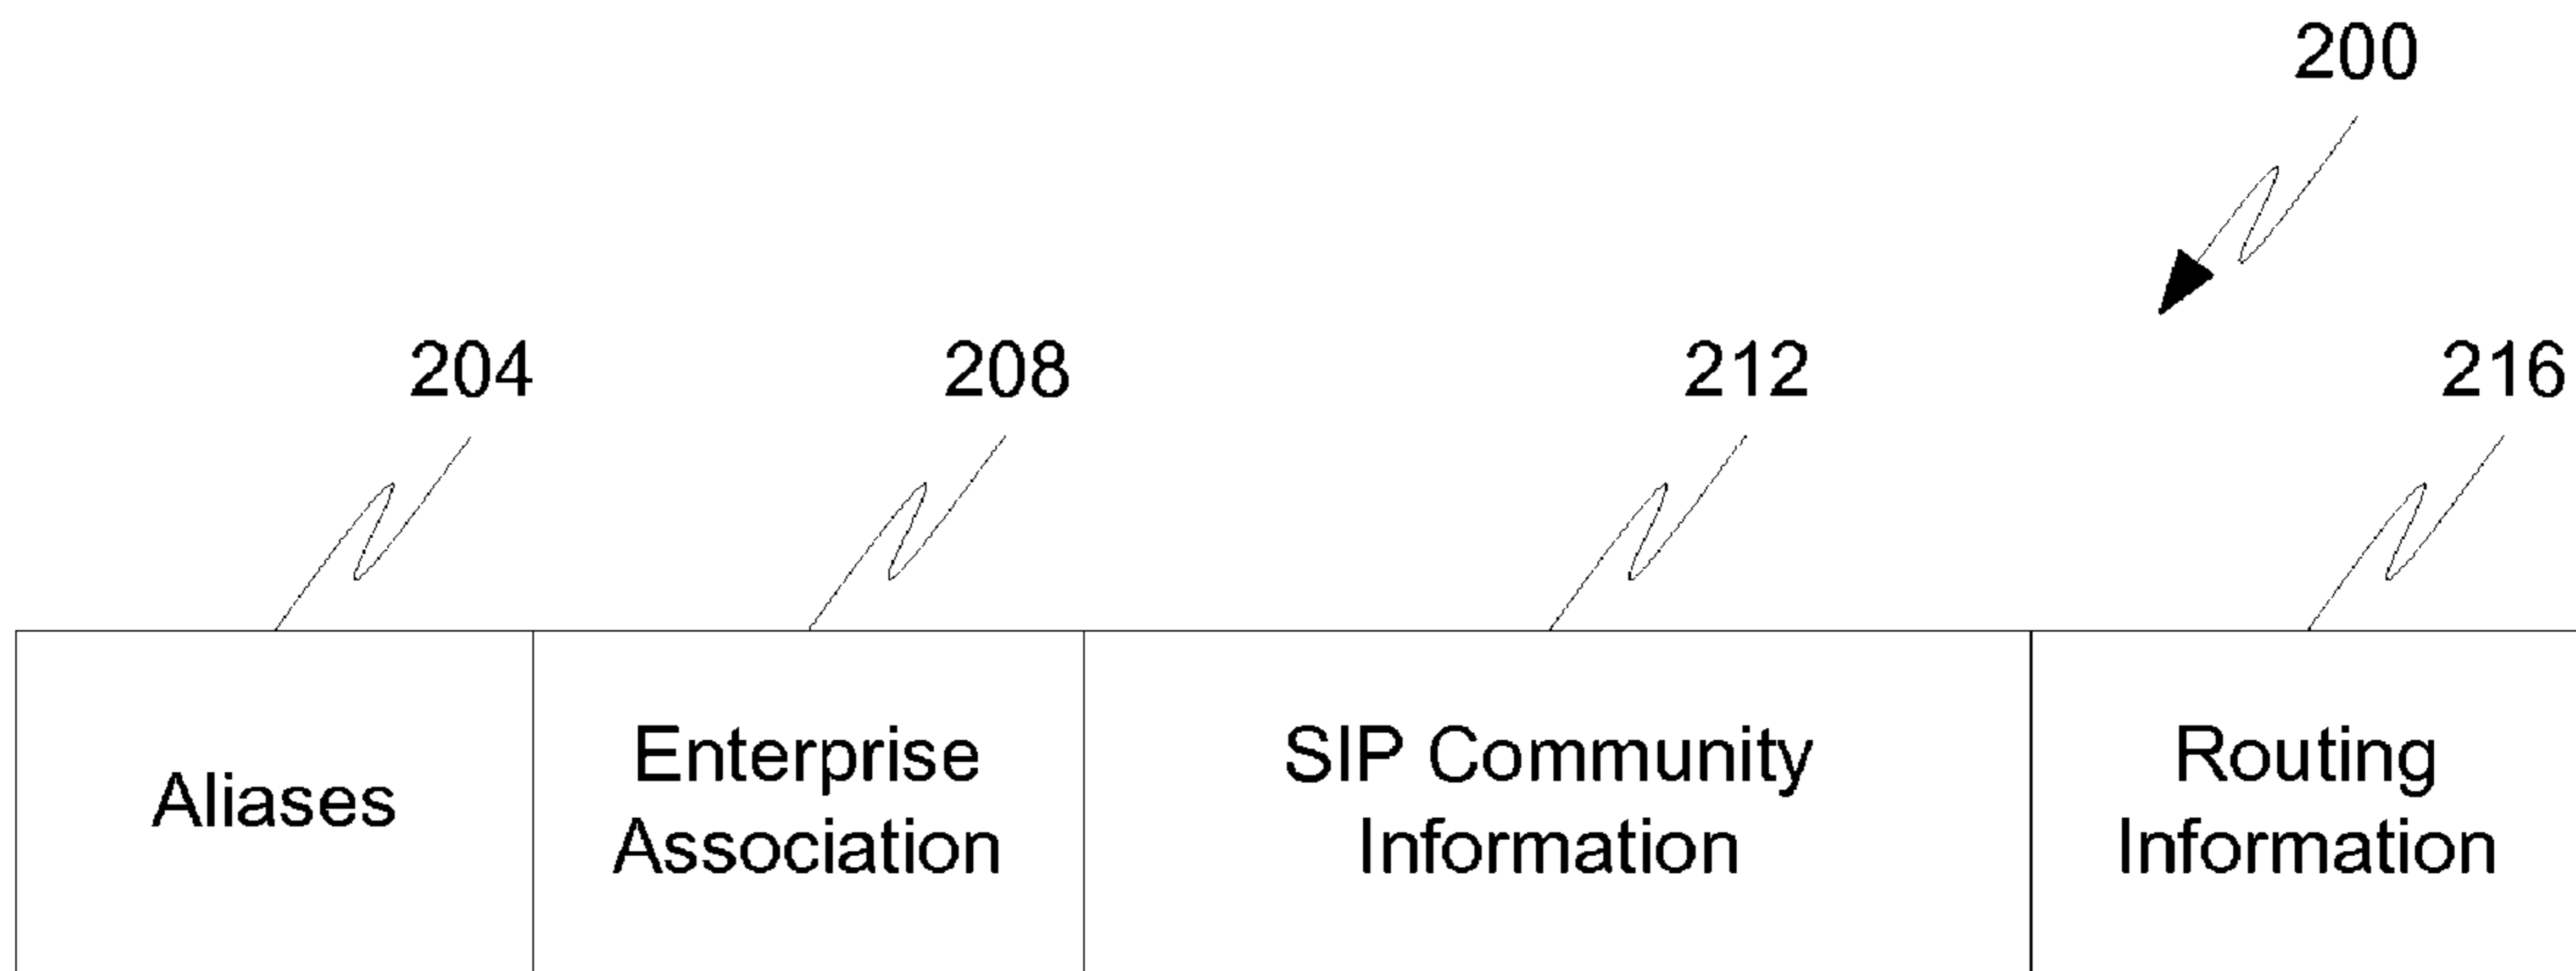 200
204
208
212
216
Aliases
Enterprise
Association
SIP Community
Information
Routing
Information